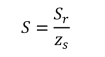 S = S_r / z_s